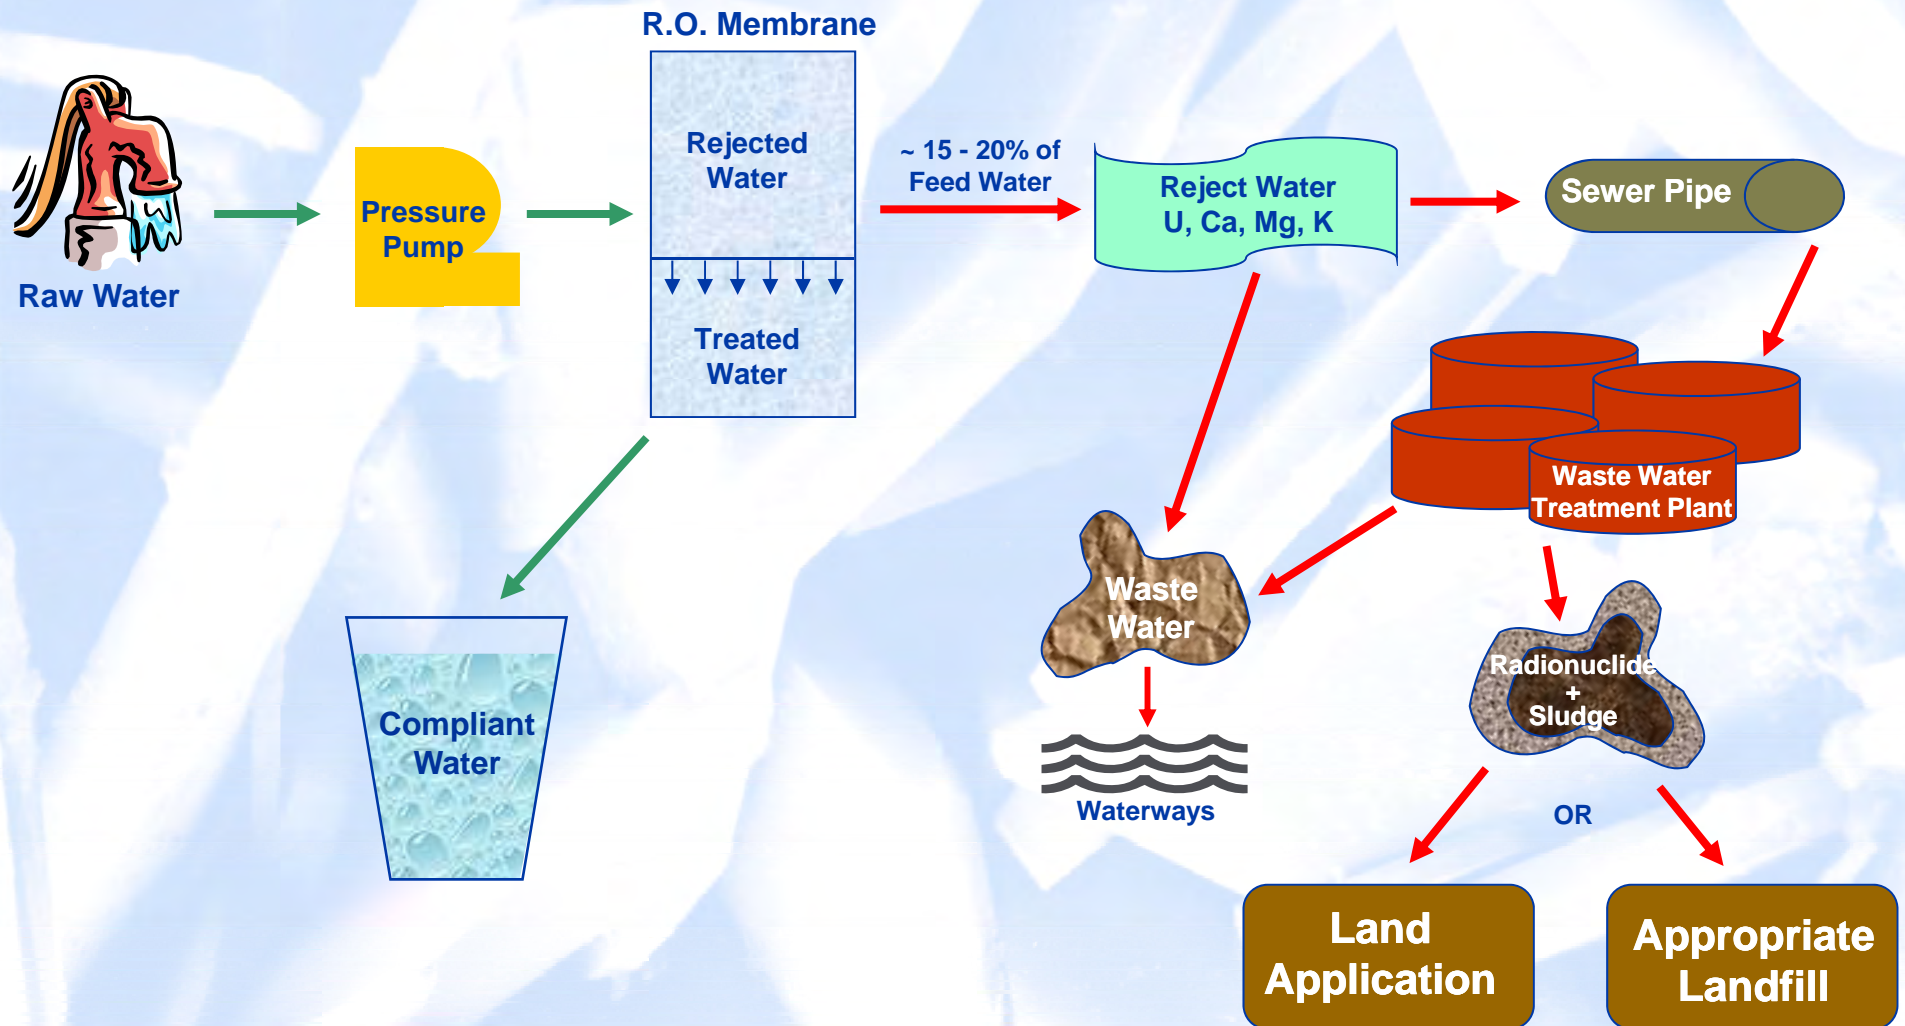 R.O. Membrane
Raw Water
Pressure
Pump
Rejected
Water
Treated
Water
~ 15 - 20% of
Feed Water
Reject Water
U, Ca, Mg, K
Sewer Pipe
Waste Water
Treatment Plant
Compliant
Water
Waste
Water
Waterways
Radionuclide
+
Sludge
OR
Land
Application
Appropriate
Landfill